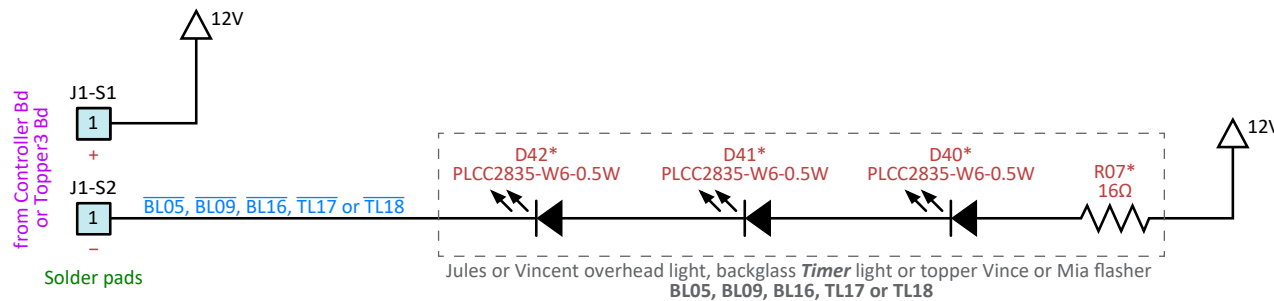 12V
J1-S1
1
+
from Controller Bd
or Topper3 Bd
J1-S2
1
–
Solder pads
BL05, BL09, BL16, TL17 or TL18
D42*
PLCC2835-W6-0.5W
D41*
PLCC2835-W6-0.5W
D40*
PLCC2835-W6-0.5W
R07*
16Ω
12V
Jules or Vincent overhead light, backglass Timer light or topper Vince or Mia flasher
BL05, BL09, BL16, TL17 or TL18